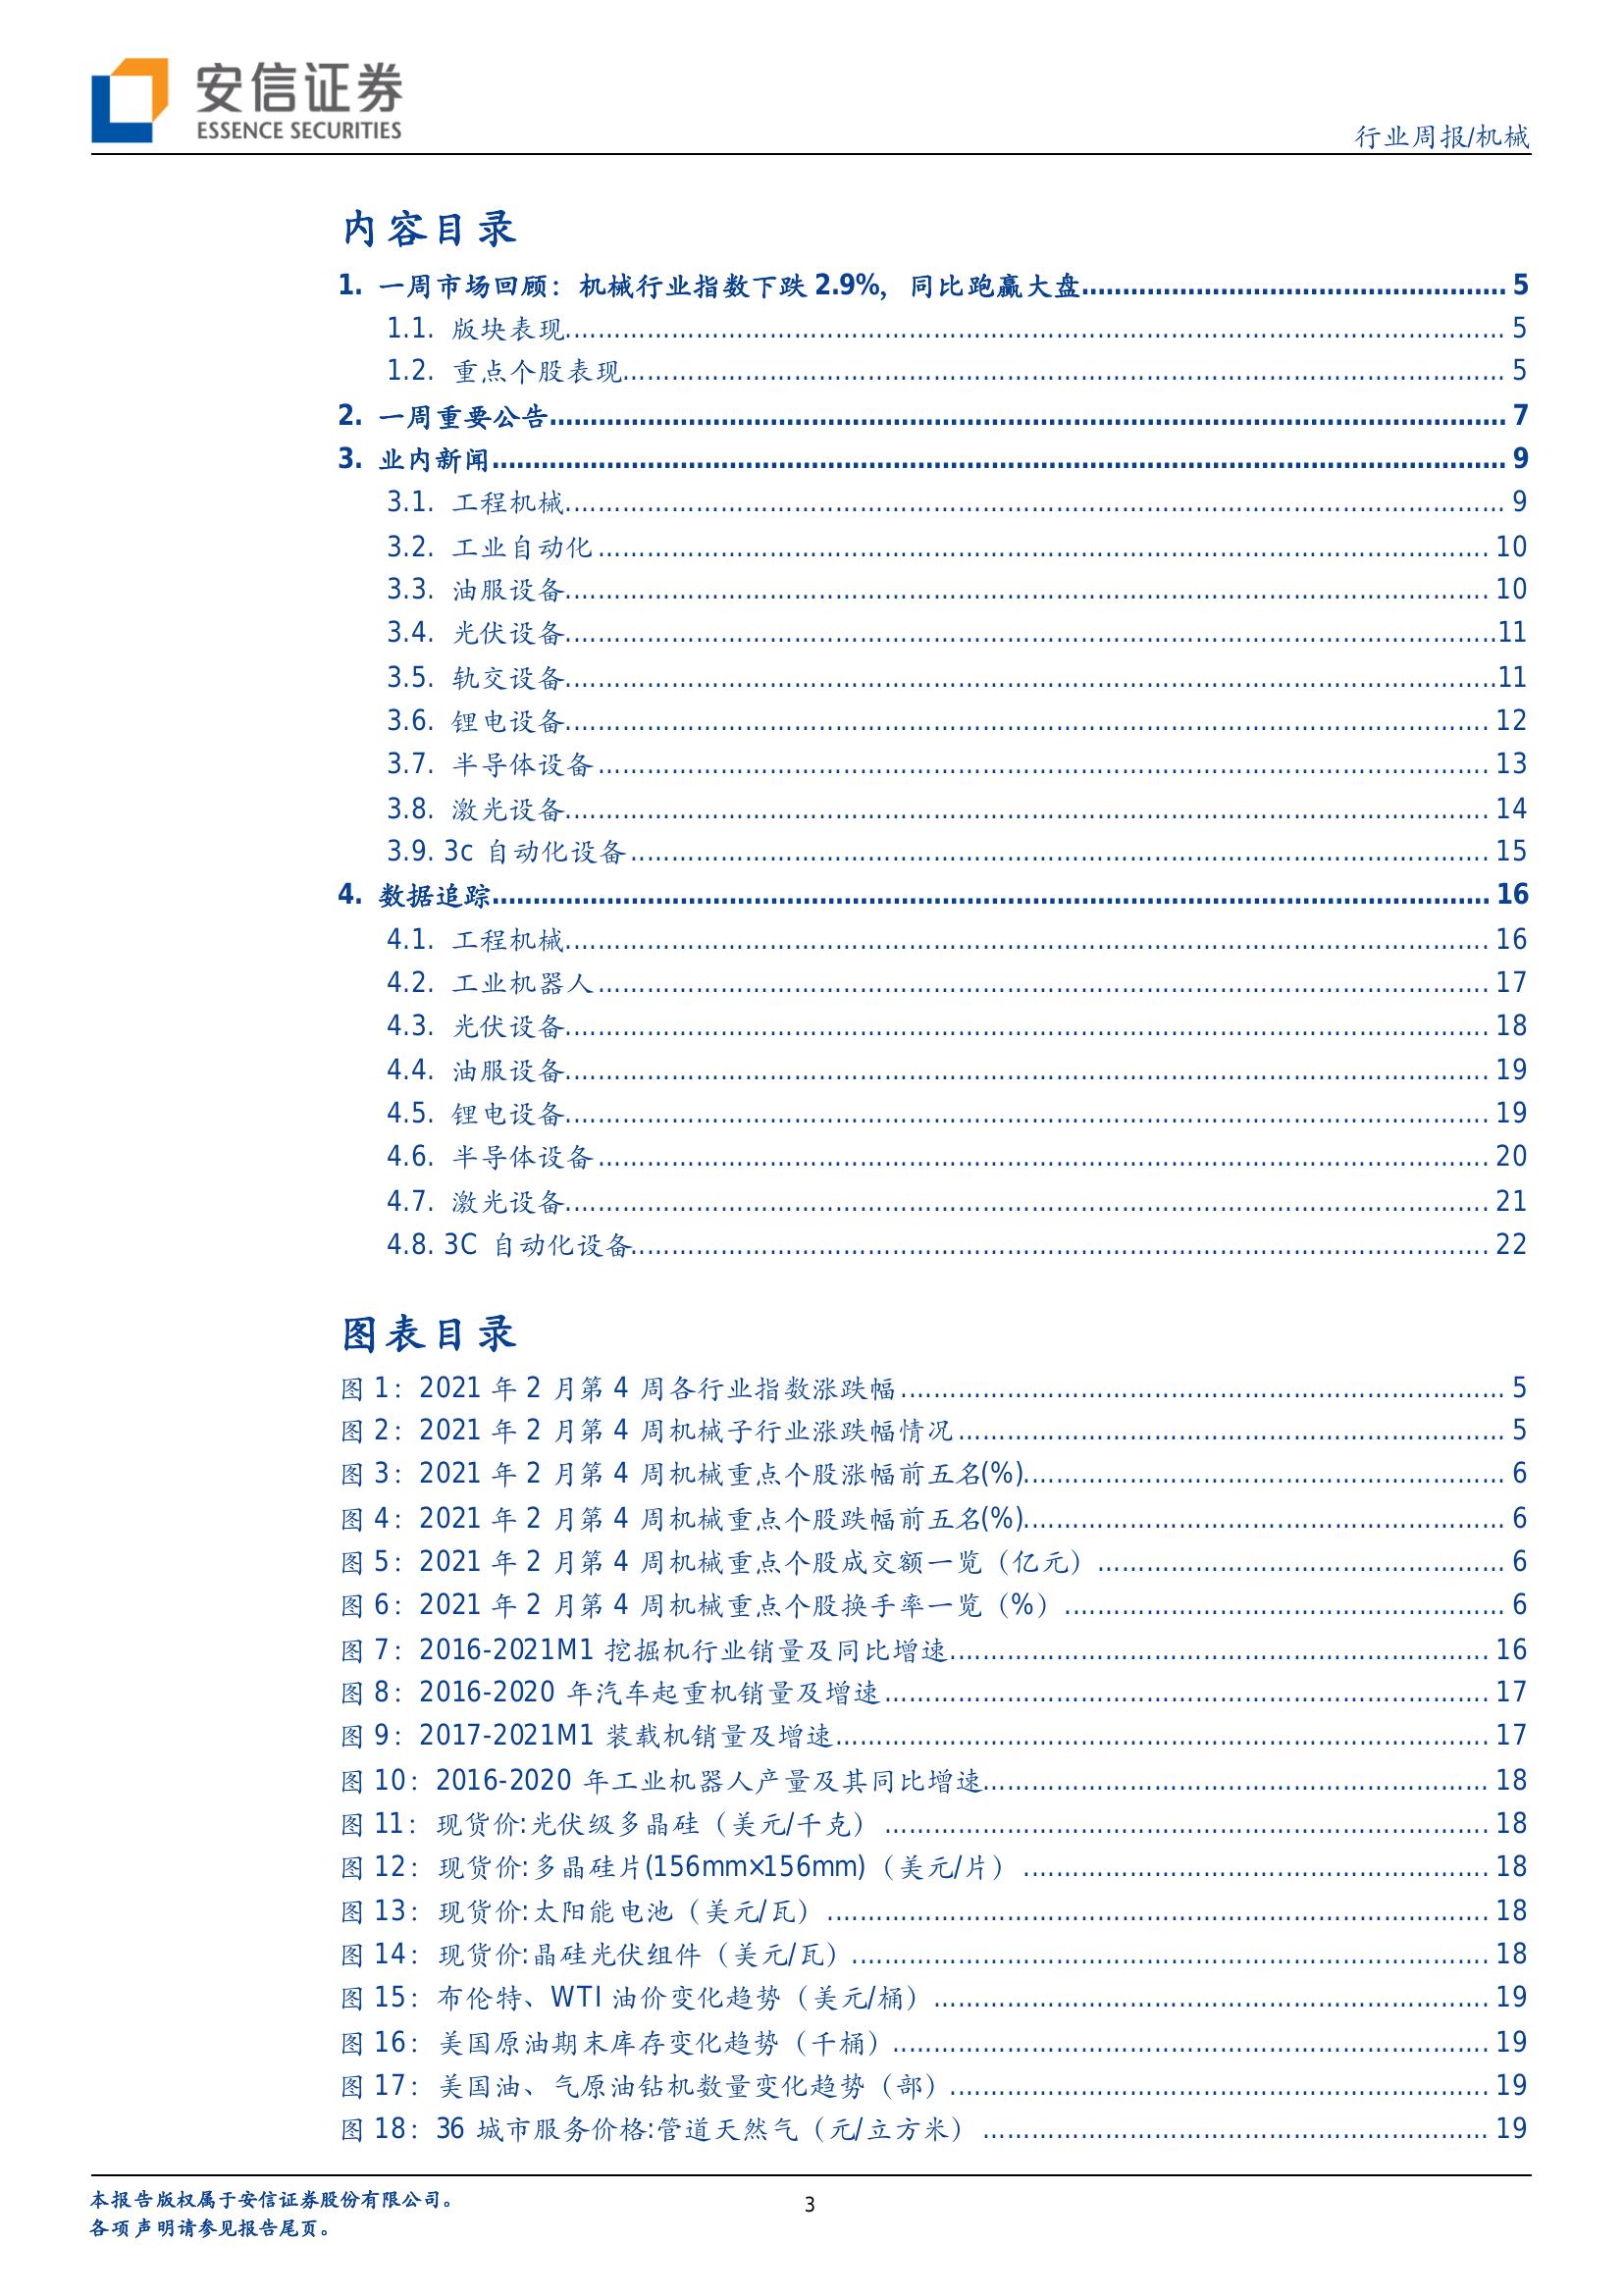 安信证券
ESSENCE SECURITIES
行业周报/机械
内容目录
1. 一周市场回顾：机械行业指数下跌 2.9%，同比跑赢大盘 5
1.1. 版块表现 5
1.2. 重点个股表现 5
2. 一周重要公告 7
3. 业内新闻 9
3.1. 工程机械 9
3.2. 工业自动化 10
3.3. 油服设备 10
3.4. 光伏设备 11
3.5. 轨交设备 11
3.6. 锂电设备 12
3.7. 半导体设备 13
3.8. 激光设备 14
3.9. 3c 自动化设备 15
4. 数据追踪 16
4.1. 工程机械 16
4.2. 工业机器人 17
4.3. 光伏设备 18
4.4. 油服设备 19
4.5. 锂电设备 19
4.6. 半导体设备 20
4.7. 激光设备 21
4.8. 3C 自动化设备 22
图表目录
图 1：2021 年 2 月第 4 周各行业指数涨跌幅 5
图 2：2021 年 2 月第 4 周机械子行业涨跌幅情况 5
图 3：2021 年 2 月第 4 周机械重点个股涨幅前五名(%) 6
图 4：2021 年 2 月第 4 周机械重点个股跌幅前五名(%) 6
图 5：2021 年 2 月第 4 周机械重点个股成交额一览（亿元） 6
图 6：2021 年 2 月第 4 周机械重点个股换手率一览（%） 6
图 7：2016-2021M1 挖掘机行业销量及同比增速 16
图 8：2016-2020 年汽车起重机销量及增速 17
图 9：2017-2021M1 装载机销量及增速 17
图 10：2016-2020 年工业机器人产量及其同比增速 18
图 11：现货价:光伏级多晶硅（美元/千克） 18
图 12：现货价:多晶硅片(156mm×156mm)（美元/片） 18
图 13：现货价:太阳能电池（美元/瓦） 18
图 14：现货价:晶硅光伏组件（美元/瓦） 18
图 15：布伦特、WTI 油价变化趋势（美元/桶） 19
图 16：美国原油期末库存变化趋势（千桶） 19
图 17：美国油、气原油钻机数量变化趋势（部） 19
图 18：36 城市服务价格:管道天然气（元/立方米） 19
本报告版权属于安信证券股份有限公司。
各项声明请参见报告尾页。
3